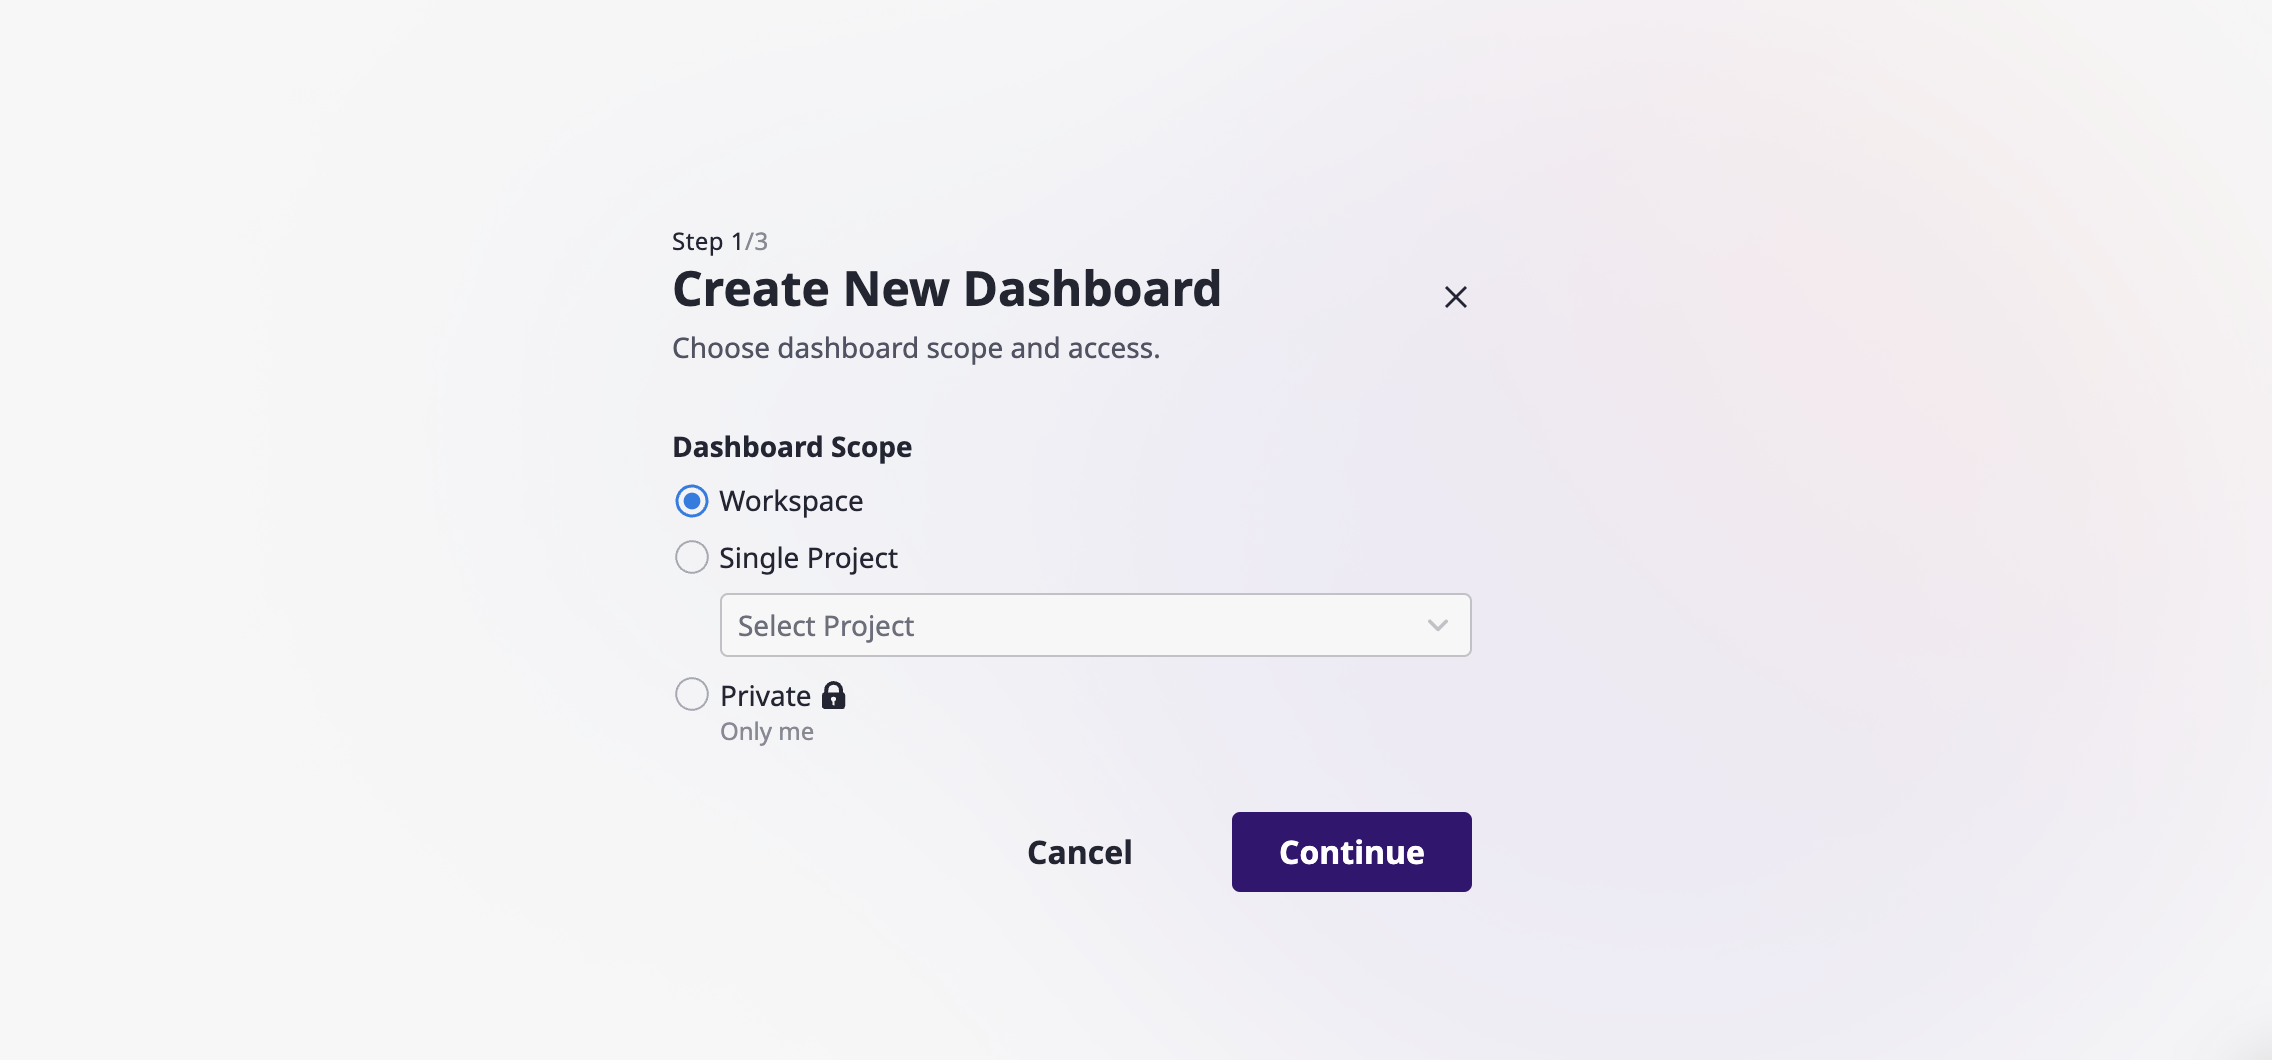 Step 1/3
Create New Dashboard
Choose dashboard scope and access.
Dashboard Scope
Workspace
Single Project
Select Project
Private
Only me
Cancel
Continue